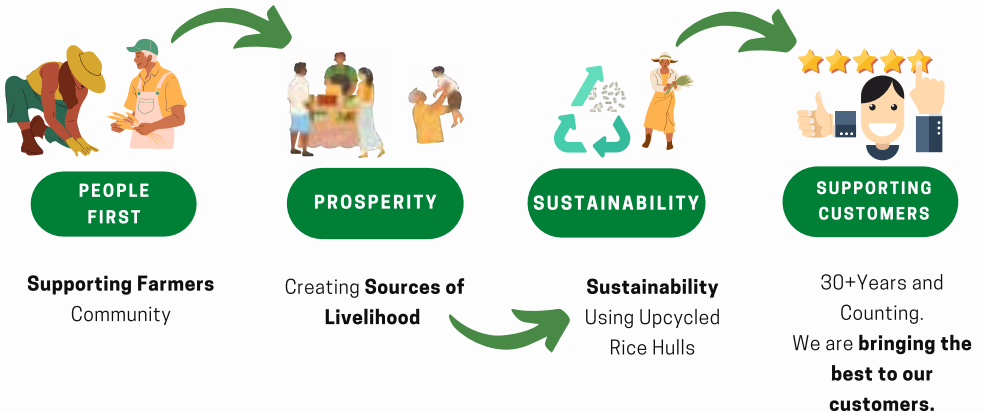 PEOPLE
FIRST
Supporting Farmers
Community
PROSPERITY
Creating Sources of
Livelihood
SUSTAINABILITY
Sustainability
Using Upcycled
Rice Hulls
SUPPORTING
CUSTOMERS
30+Years and
Counting.
We are bringing the
best to our
customers.